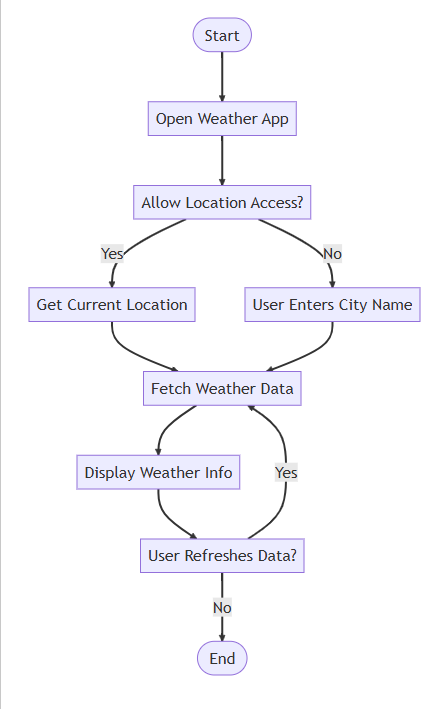 Start
Open Weather App
Allow Location Access?
Yes
No
Get Current Location
User Enters City Name
Fetch Weather Data
Display Weather Info
Yes
User Refreshes Data?
No
End